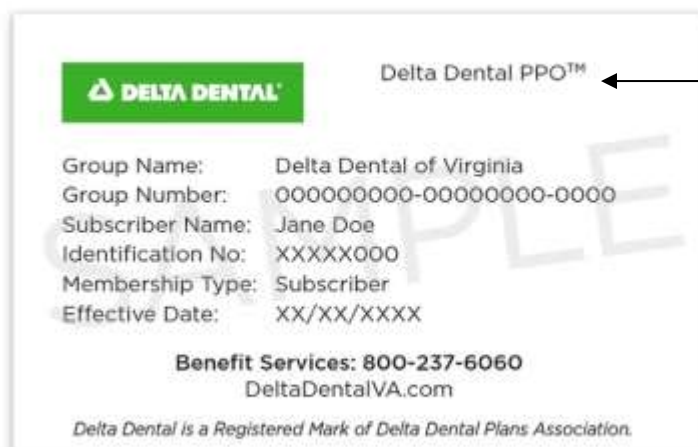 DELTA DENTAL®
Delta Dental PPO™
Group Name: Delta Dental of Virginia
Group Number: 000000000-00000000-0000
Subscriber Name: Jane Doe
Identification No: XXXXX000
Membership Type: Subscriber
Effective Date: XX/XX/XXXX
SAMPLE
Benefit Services: 800-237-6060
DeltaDentalVA.com
Delta Dental is a Registered Mark of Delta Dental Plans Association.